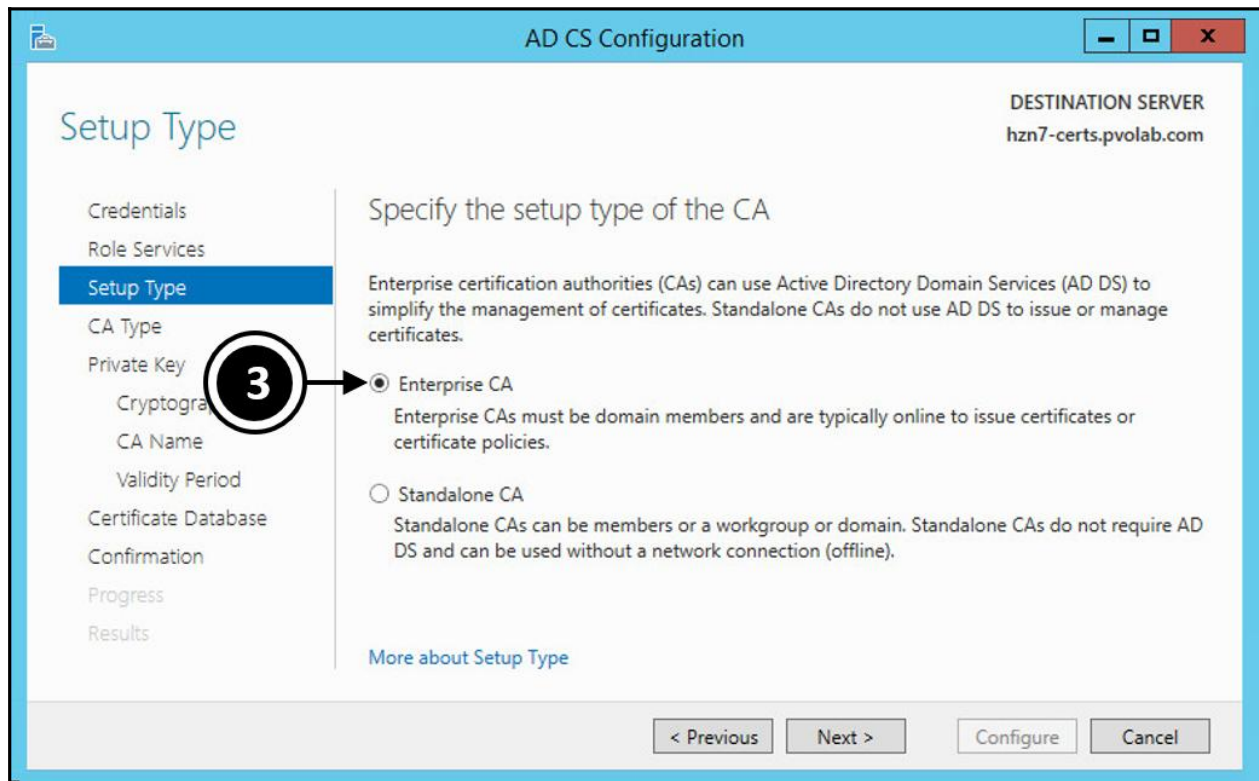 AD CS Configuration
DESTINATION SERVER
hzn7-certs.pvolab.com
Setup Type
Credentials
Role Services
Setup Type
CA Type
Private Key
Cryptogra
CA Name
Validity Period
Certificate Database
Confirmation
Progress
Results
3
Specify the setup type of the CA
Enterprise certification authorities (CAs) can use Active Directory Domain Services (AD DS) to
simplify the management of certificates. Standalone CAs do not use AD DS to issue or manage
certificates.
Enterprise CA
Enterprise CAs must be domain members and are typically online to issue certificates or
certificate policies.
Standalone CA
Standalone CAs can be members or a workgroup or domain. Standalone CAs do not require AD
DS and can be used without a network connection (offline).
More about Setup Type
< Previous
Next >
Configure
Cancel